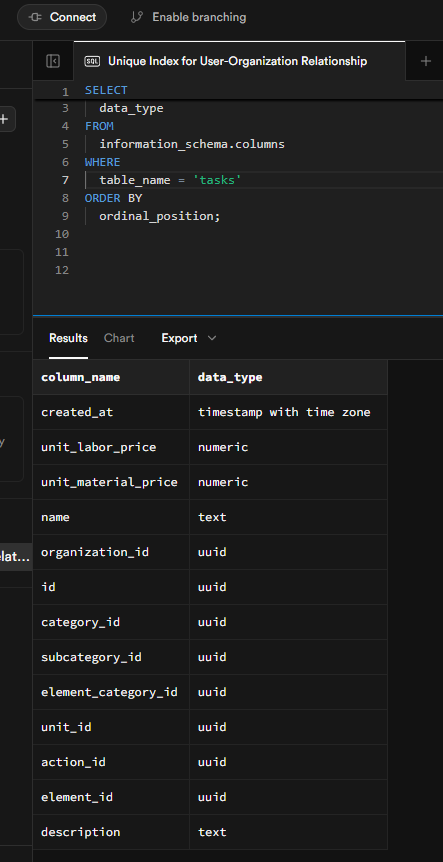 Connect Enable branching
SQL Unique Index for User-Organization Relationship
1 SELECT
3 data_type
4 FROM
5 information_schema.columns
6 WHERE
7 table_name = 'tasks'
8 ORDER BY
9 ordinal_position;
10
11
12
Results Chart Export
column_name data_type
created_at timestamp with time zone
unit_labor_price numeric
unit_material_price numeric
y
name text
organization_id uuid
elat...
id uuid
category_id uuid
subcategory_id uuid
element_category_id uuid
unit_id uuid
action_id uuid
element_id uuid
description text